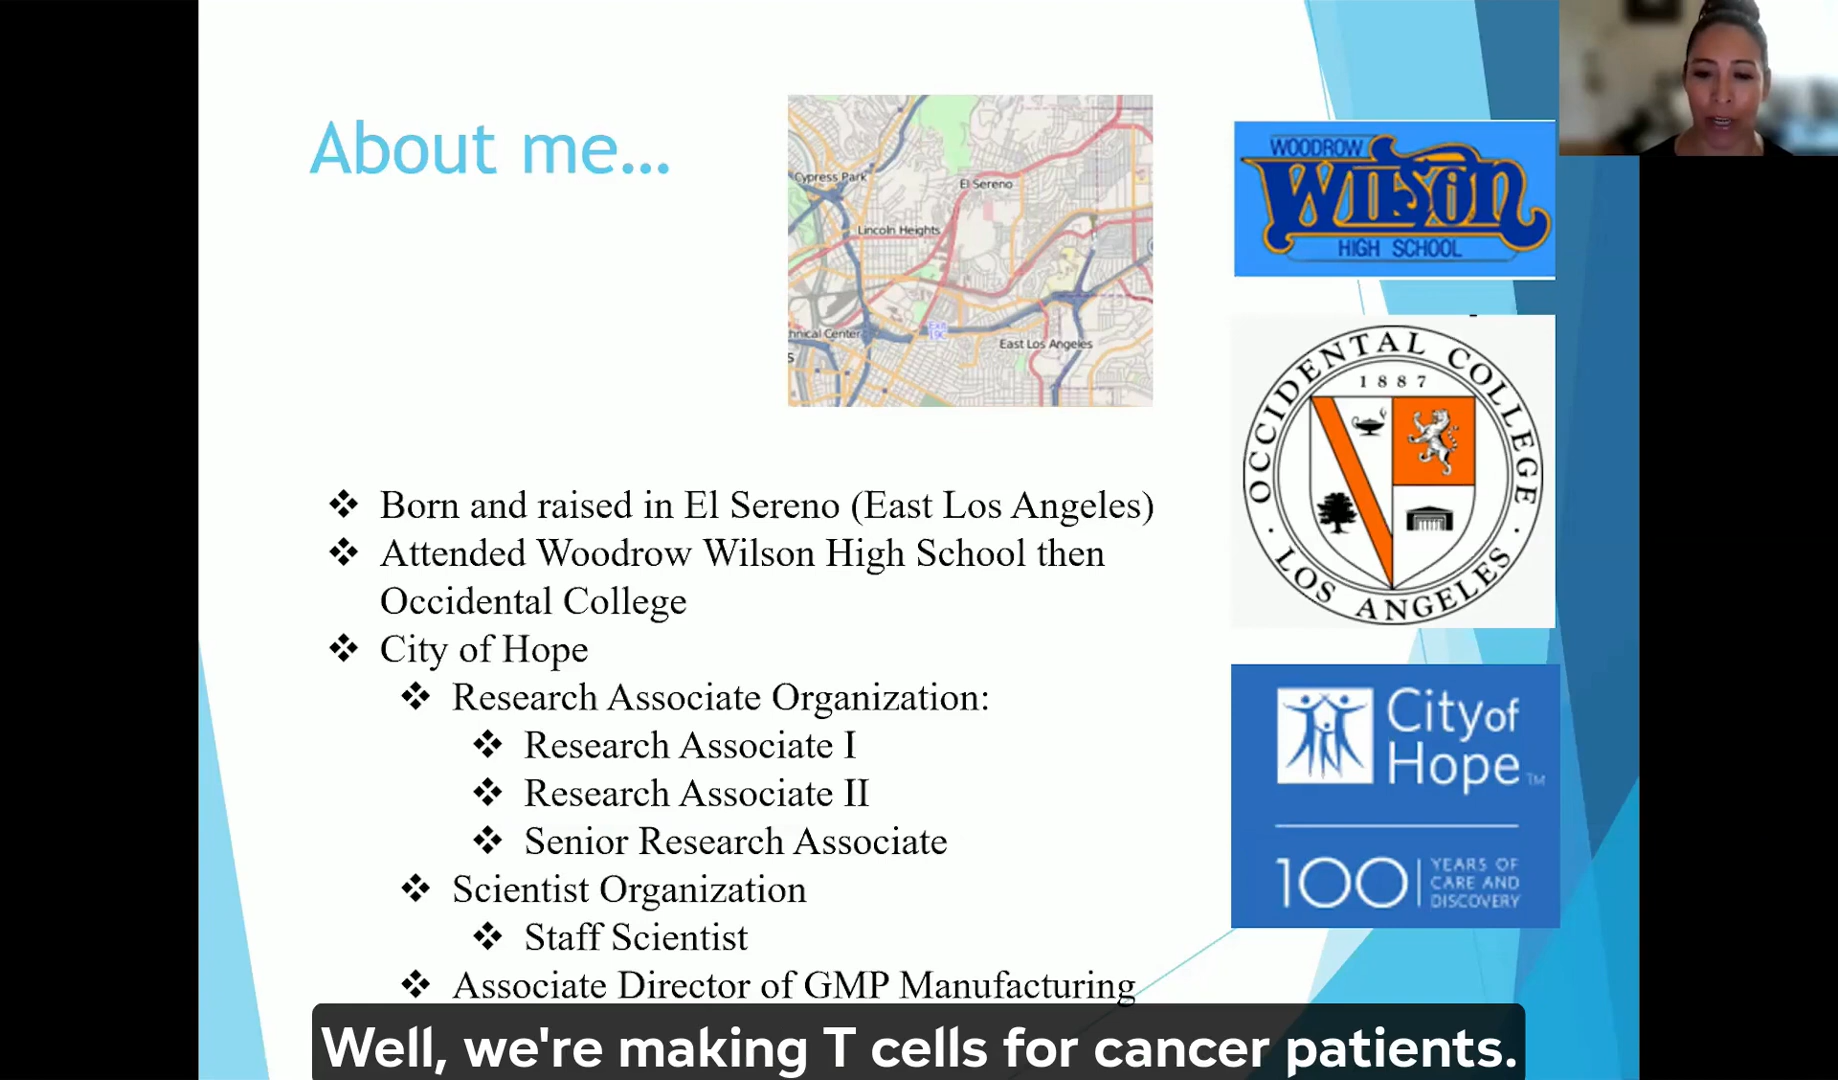 About me...
Cypress Park
El Sereno
Lincoln Heights
hnical Center
East Los Angeles
WOODROW
WILSON
HIGH SCHOOL
OCCIDENTAL COLLEGE
1887
· LOS ANGELES ·
❖ Born and raised in El Sereno (East Los Angeles)
❖ Attended Woodrow Wilson High School then
Occidental College
❖ City of Hope
❖ Research Associate Organization:
❖ Research Associate I
❖ Research Associate II
❖ Senior Research Associate
❖ Scientist Organization
❖ Staff Scientist
❖ Associate Director of GMP Manufacturing
City of
Hope TM
100 YEARS OF
CARE AND
DISCOVERY
Well, we're making T cells for cancer patients.